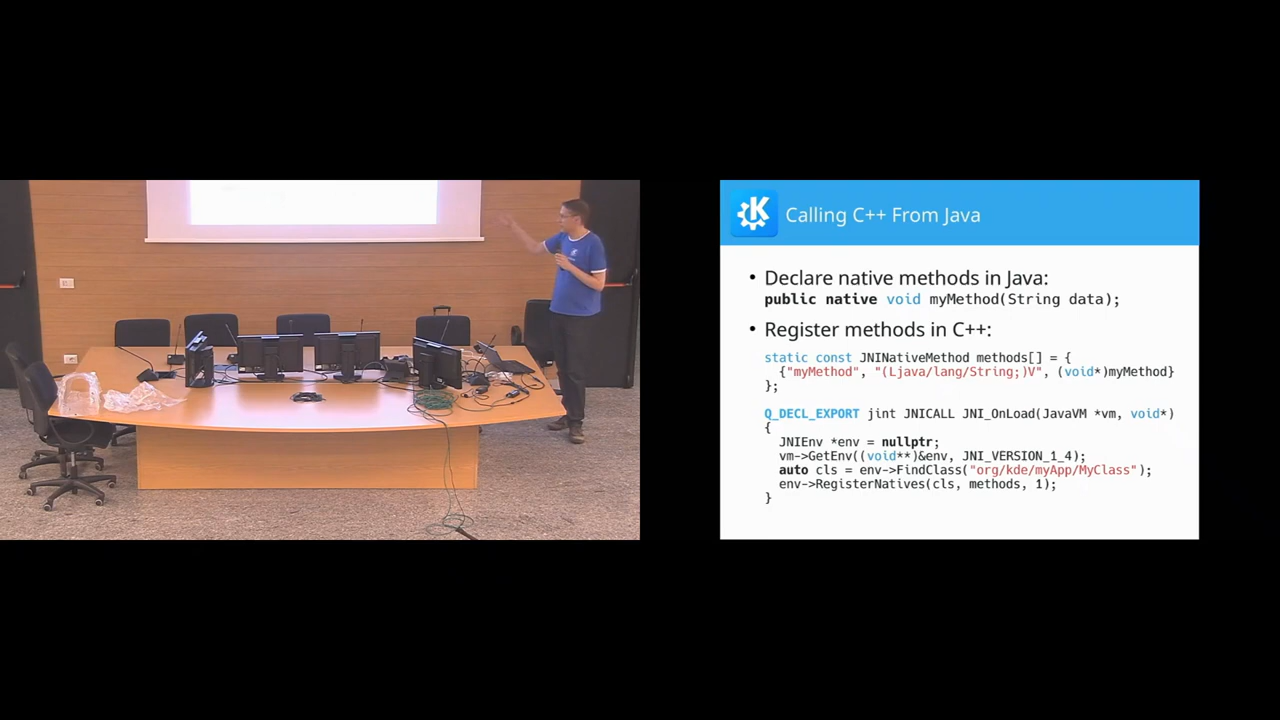 Calling C++ From Java
• Declare native methods in Java:
public native void myMethod(String data);
• Register methods in C++:
static const JNINativeMethod methods[] = {
{"myMethod", "(Ljava/lang/String;)V", (void*)myMethod}
};
Q_DECL_EXPORT jint JNICALL JNI_OnLoad(JavaVM *vm, void*)
{
JNIEnv *env = nullptr;
vm->GetEnv((void**)&env, JNI_VERSION_1_4);
auto cls = env->FindClass("org/kde/myApp/MyClass");
env->RegisterNatives(cls, methods, 1);
}